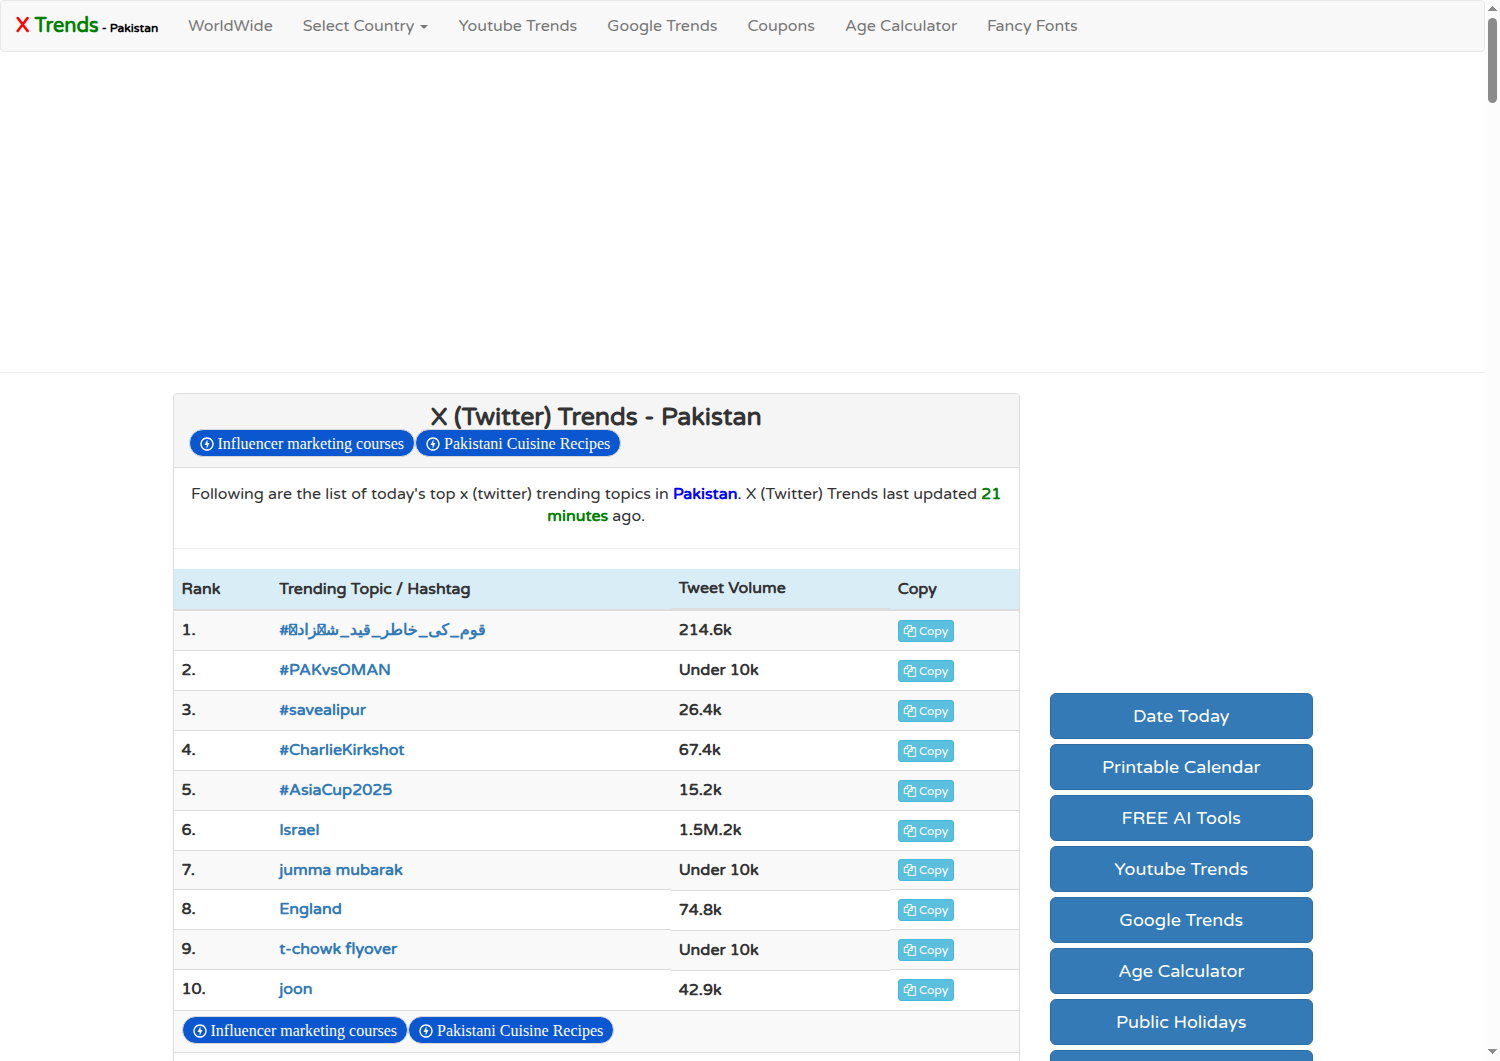 X Trends - Pakistan WorldWide Select Country Youtube Trends Google Trends Coupons Age Calculator Fancy Fonts
X (Twitter) Trends - Pakistan
Influencer marketing courses Pakistani Cuisine Recipes
Following are the list of today's top x (twitter) trending topics in Pakistan. X (Twitter) Trends last updated 21
minutes ago.
Rank Trending Topic / Hashtag Tweet Volume Copy
1. 214.6k Copy
2. #PAKvsOMAN Under 10k Copy
3. #savealipur 26.4k Copy
4. #CharlieKirkshot 67.4k Copy
5. #AsiaCup2025 15.2k Copy
6. Israel 1.5M.2k Copy
7. jumma mubarak Under 10k Copy
8. England 74.8k Copy
9. t-chowk flyover Under 10k Copy
10. joon 42.9k Copy
Influencer marketing courses Pakistani Cuisine Recipes
Date Today
Printable Calendar
FREE AI Tools
Youtube Trends
Google Trends
Age Calculator
Public Holidays